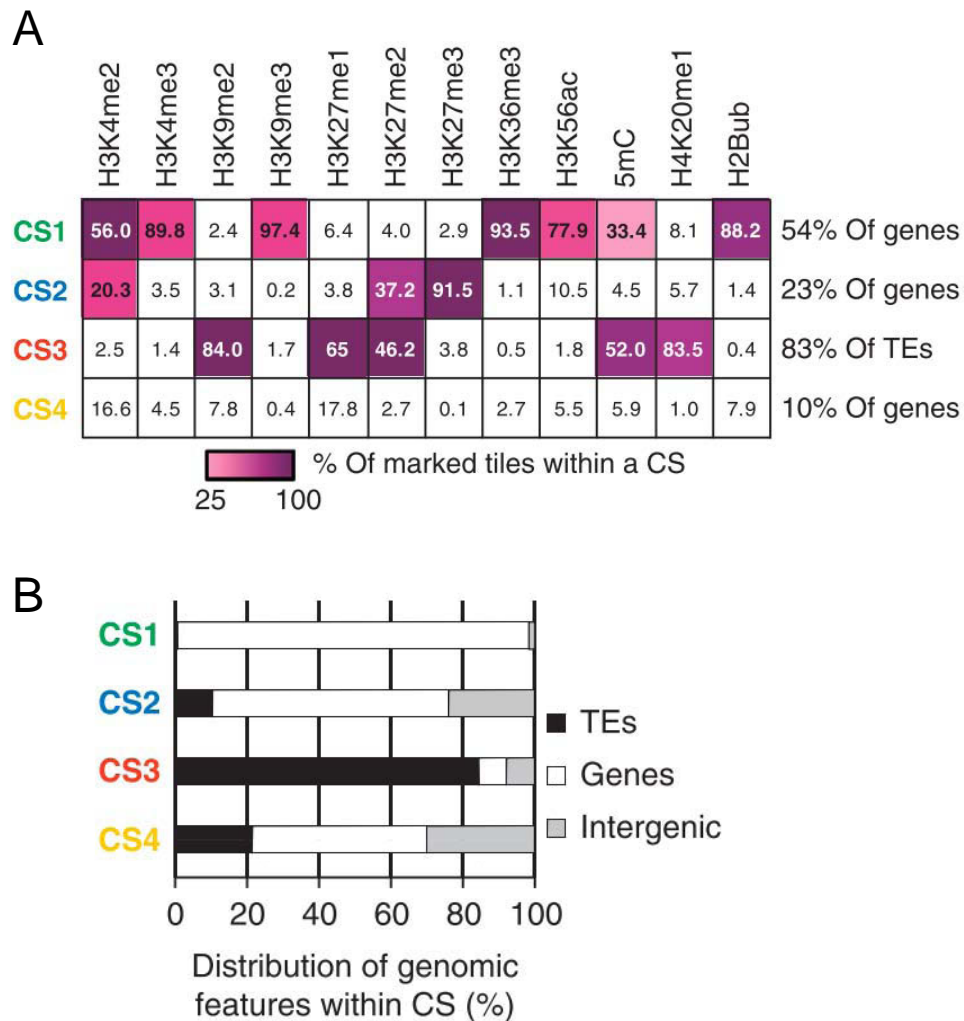 A
H3K4me2 H3K4me3 H3K9me2 H3K9me3 H3K27me1 H3K27me2 H3K27me3 H3K36me3 H3K56ac 5mC H4K20me1 H2Bub
CS1 56.0 89.8 2.4 97.4 6.4 4.0 2.9 93.5 77.9 33.4 8.1 88.2 54% Of genes
CS2 20.3 3.5 3.1 0.2 3.8 37.2 91.5 1.1 10.5 4.5 5.7 1.4 23% Of genes
CS3 2.5 1.4 84.0 1.7 65 46.2 3.8 0.5 1.8 52.0 83.5 0.4 83% Of TEs
CS4 16.6 4.5 7.8 0.4 17.8 2.7 0.1 2.7 5.5 5.9 1.0 7.9 10% Of genes
% Of marked tiles within a CS
25 100
B
CS1
CS2
CS3
CS4
TEs
Genes
Intergenic
0 20 40 60 80 100
Distribution of genomic
features within CS (%)